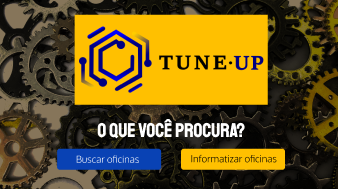 TUNE·UP
O QUE VOCÊ PROCURA?
Buscar oficinas
Informatizar oficinas